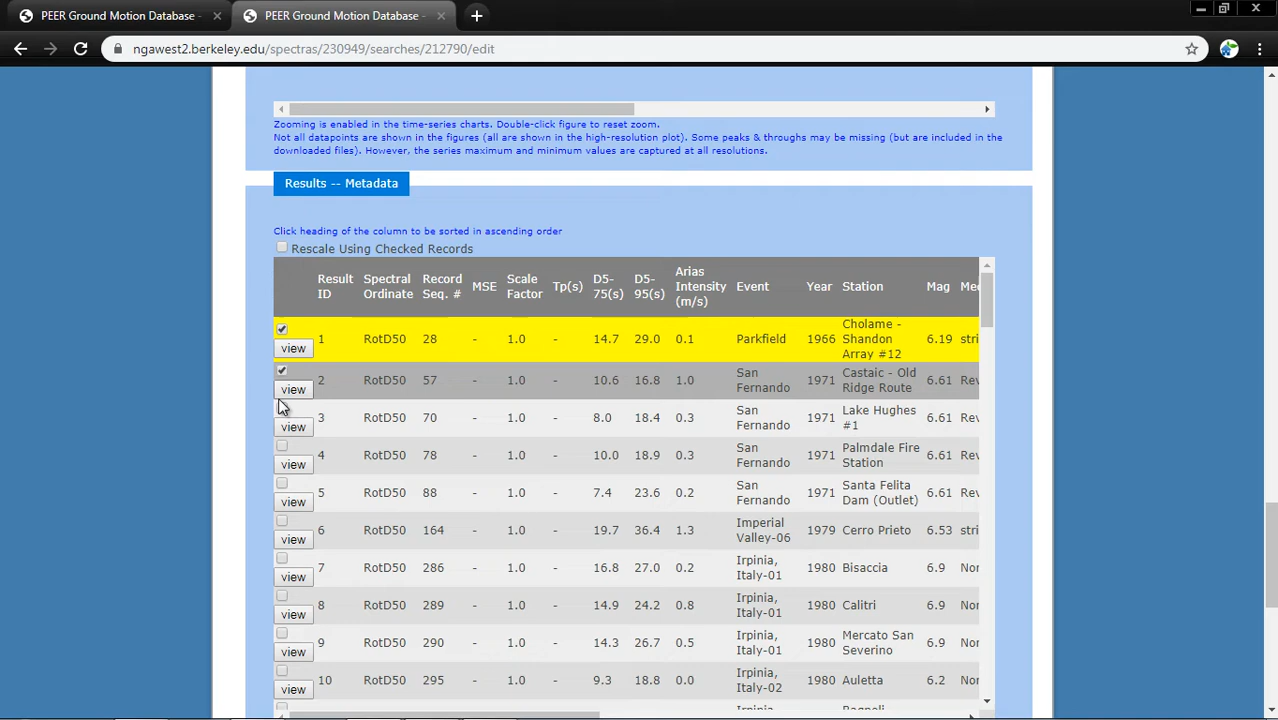 PEER Ground Motion Database -
PEER Ground Motion Database -
ngawest2.berkeley.edu/spectras/230949/searches/212790/edit
Zooming is enabled in the time-series charts. Double-click figure to reset zoom.
Not all datapoints are shown in the figures (all are shown in the high-resolution plot). Some peaks & throughs may be missing (but are included in the
downloaded files). However, the series maximum and minimum values are captured at all resolutions.
Results -- Metadata
Click heading of the column to be sorted in ascending order
Rescale Using Checked Records
Result ID Spectral Ordinate Record Seq. # MSE Scale Factor Tp(s) D5-75(s) D5-95(s) Arias Intensity (m/s) Event Year Station Mag Mec
view 1 RotD50 28 - 1.0 - 14.7 29.0 0.1 Parkfield 1966 Cholame - Shandon Array #12 6.19 stri
view 2 RotD50 57 - 1.0 - 10.6 16.8 1.0 San Fernando 1971 Castaic - Old Ridge Route 6.61 Rev
view 3 RotD50 70 - 1.0 - 8.0 18.4 0.3 San Fernando 1971 Lake Hughes #1 6.61 Rev
view 4 RotD50 78 - 1.0 - 10.0 18.9 0.3 San Fernando 1971 Palmdale Fire Station 6.61 Rev
view 5 RotD50 88 - 1.0 - 7.4 23.6 0.2 San Fernando 1971 Santa Felita Dam (Outlet) 6.61 Rev
view 6 RotD50 164 - 1.0 - 19.7 36.4 1.3 Imperial Valley-06 1979 Cerro Prieto 6.53 stri
view 7 RotD50 286 - 1.0 - 16.8 27.0 0.2 Irpinia, Italy-01 1980 Bisaccia 6.9 Nor
view 8 RotD50 289 - 1.0 - 14.9 24.2 0.8 Irpinia, Italy-01 1980 Calitri 6.9 Nor
view 9 RotD50 290 - 1.0 - 14.3 26.7 0.5 Irpinia, Italy-01 1980 Mercato San Severino 6.9 Nor
view 10 RotD50 295 - 1.0 - 9.3 18.8 0.0 Irpinia, Italy-02 1980 Auletta 6.2 Nor